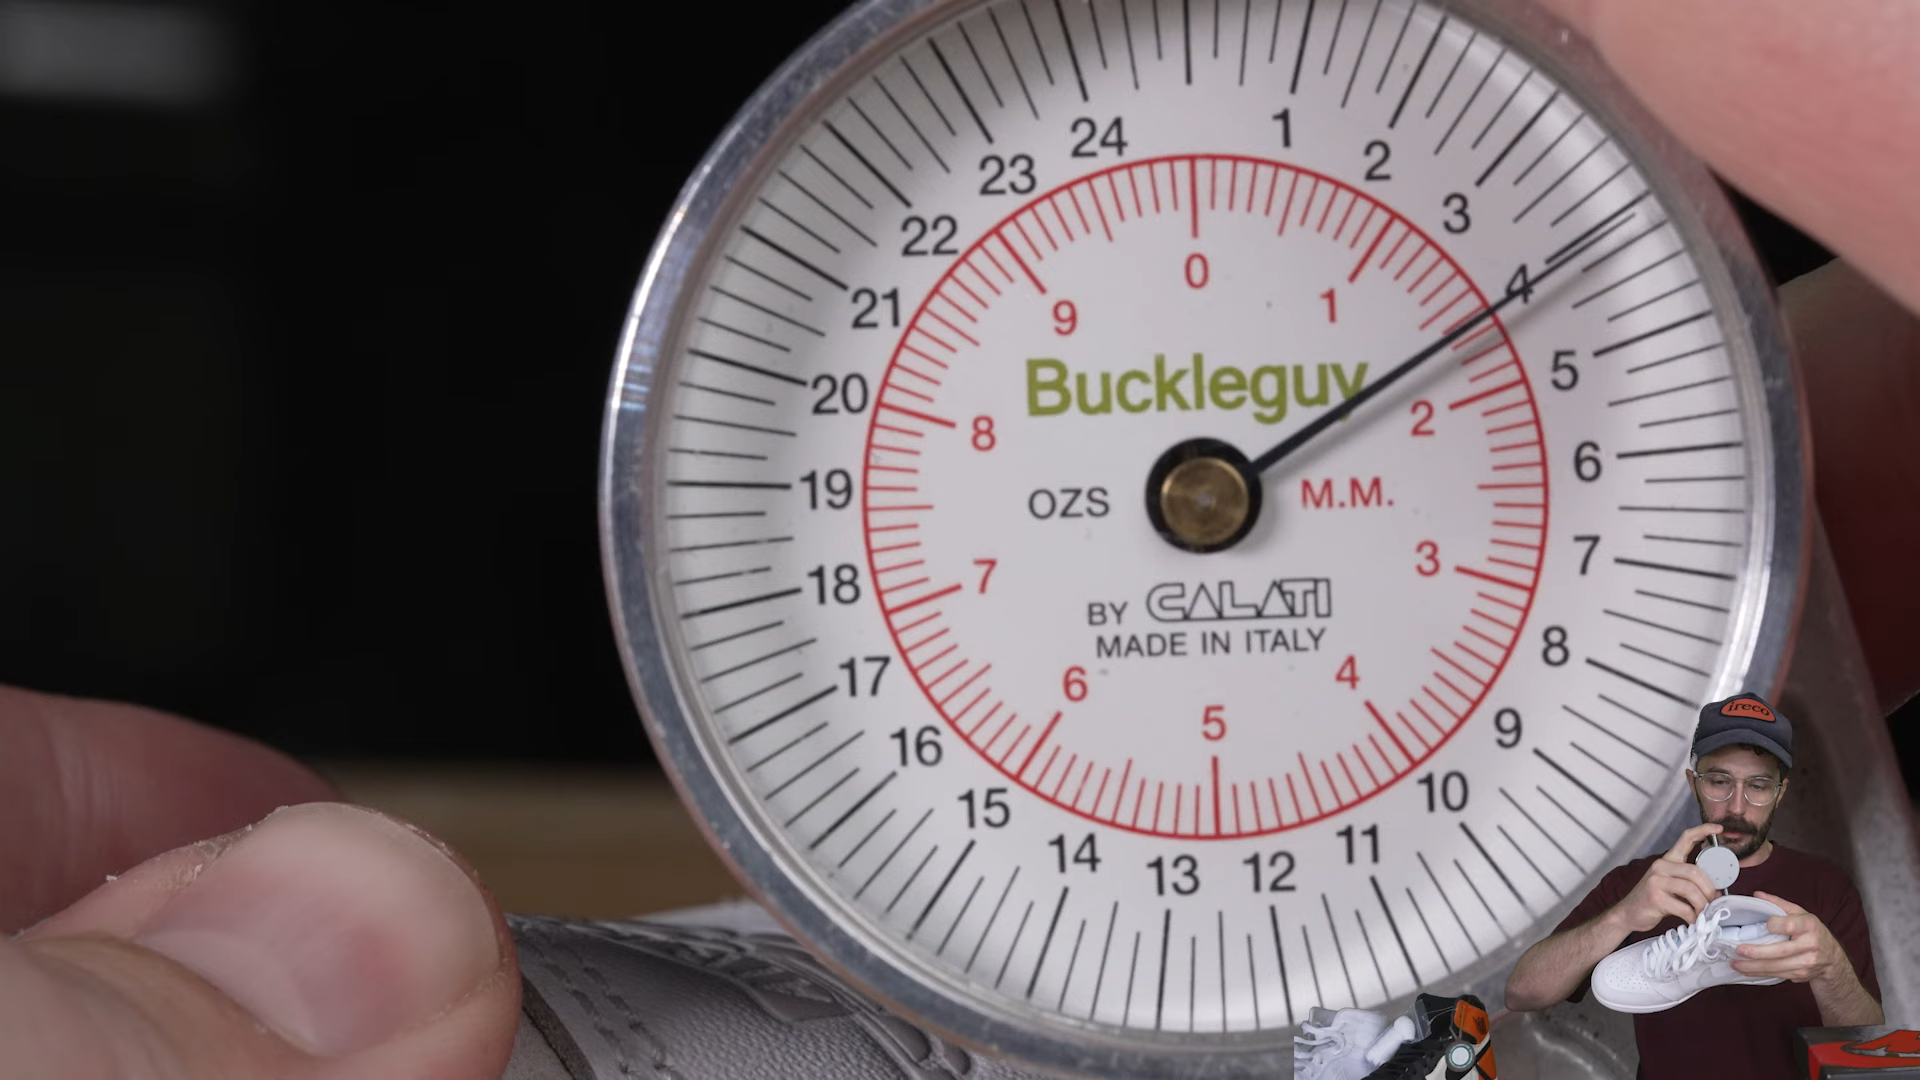 24 1 2 3 4 5 6 7 8 9 10 11 12 13 14 15 16 17 18 19 20 21 22 23
0 1 2 3 4 5 6 7 8 9
Buckleguy
OZS M.M.
BY CALATI
MADE IN ITALY
ireco